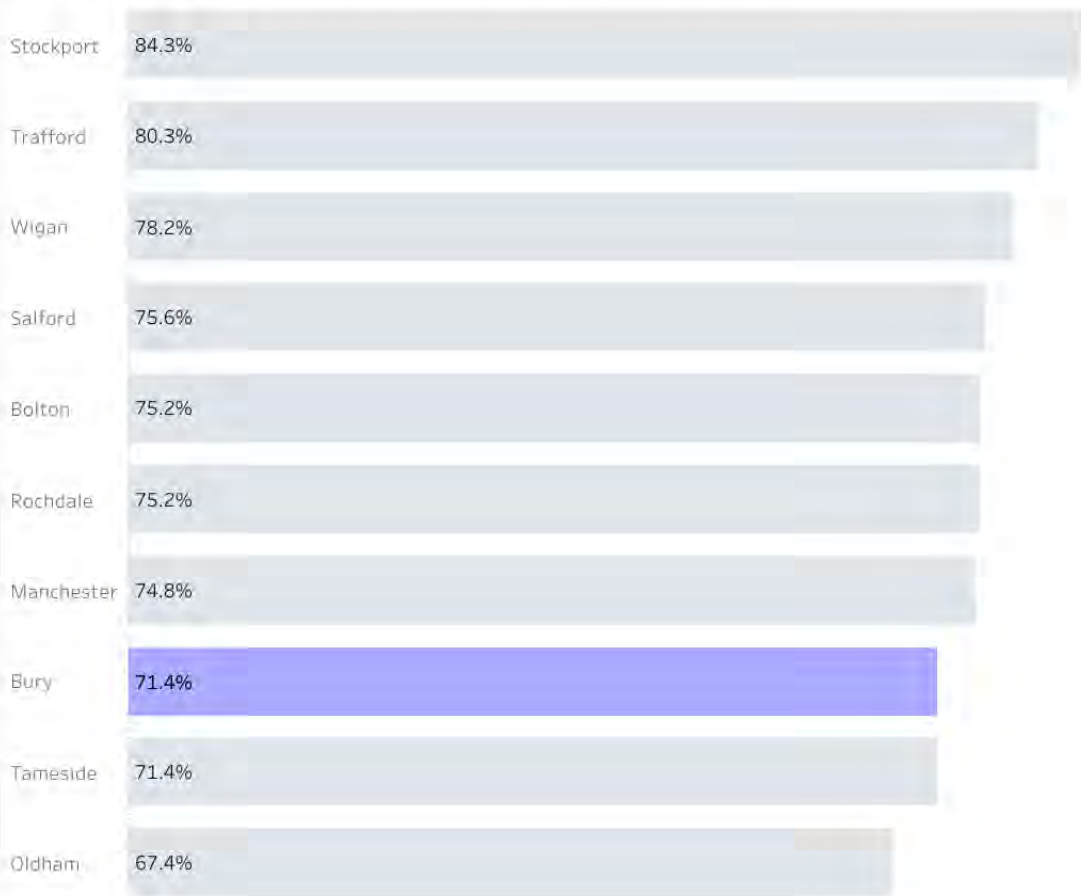 Stockport 84.3%
Trafford 80.3%
Wigan 78.2%
Salford 75.6%
Bolton 75.2%
Rochdale 75.2%
Manchester 74.8%
Bury 71.4%
Tameside 71.4%
Oldham 67.4%